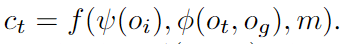 c_t = f(ψ(o_i), ϕ(o_t, o_g), m).